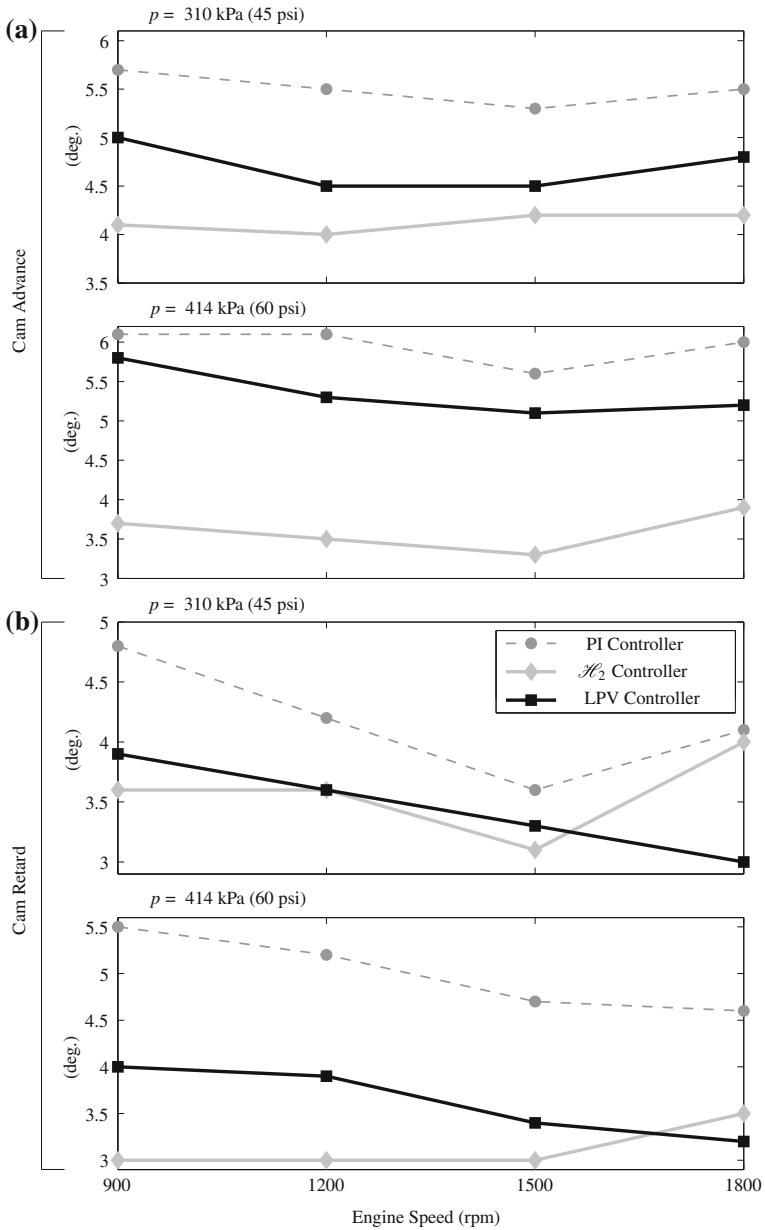 (a)
p = 310 kPa (45 psi)
6
5.5
5
4.5
4
3.5
(deg.)
Cam Advance
p = 414 kPa (60 psi)
6
5.5
5
4.5
4
3.5
3
(deg.)
(b)
p = 310 kPa (45 psi)
5
4.5
4
3.5
3
(deg.)
PI Controller
ℋ2 Controller
LPV Controller
Cam Retard
p = 414 kPa (60 psi)
5.5
5
4.5
4
3.5
3
(deg.)
900 1200 1500 1800
Engine Speed (rpm)